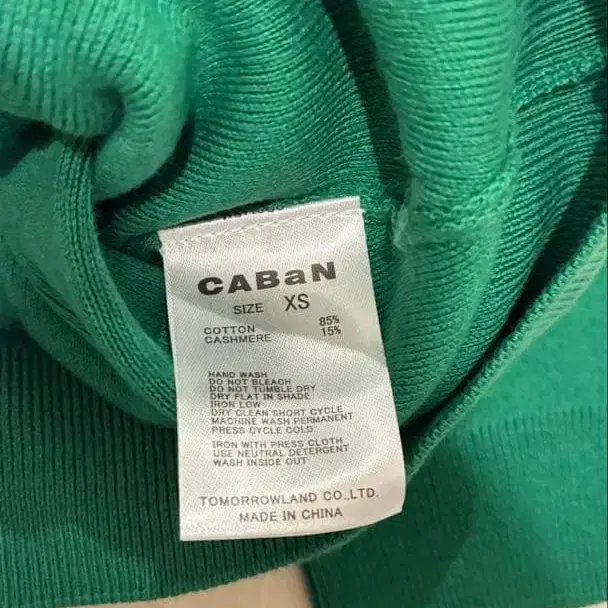 CABaN
SIZE XS
COTTON 85%
CASHMERE 15%
HAND WASH
DO NOT BLEACH
DO NOT TUMBLE DRY
DRY FLAT IN SHADE
IRON LOW
DRY CLEAN SHORT CYCLE
MACHINE WASH PERMANENT
PRESS CYCLE COLD
IRON WITH PRESS CLOTH
USE NEUTRAL DETERGENT
WASH INSIDE OUT
TOMORROWLAND CO.,LTD.
MADE IN CHINA